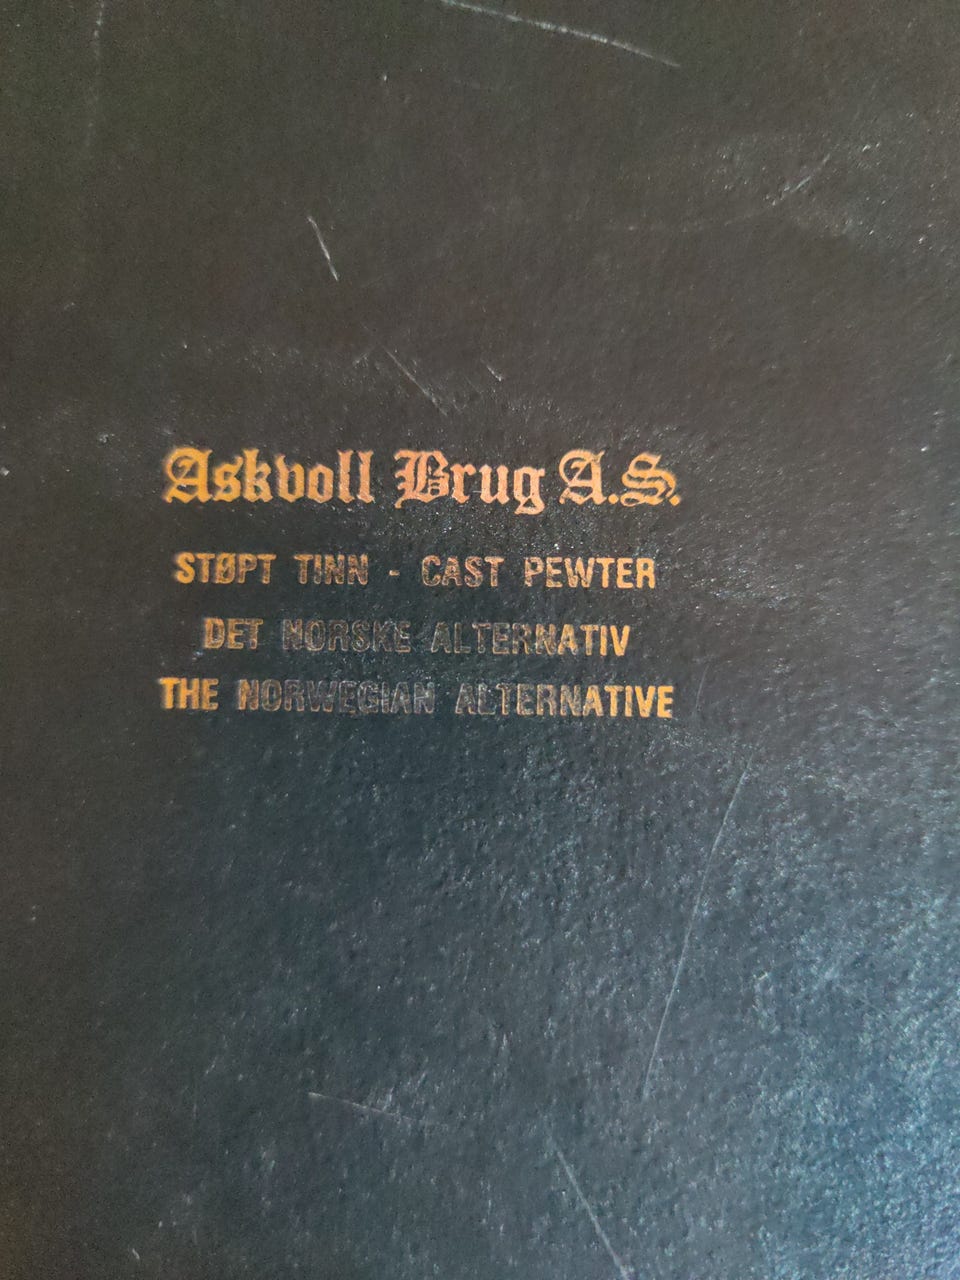 Askvoll Brug A.S.
STØPT TINN - CAST PEWTER
DET NORSKE ALTERNATIV
THE NORWEGIAN ALTERNATIVE